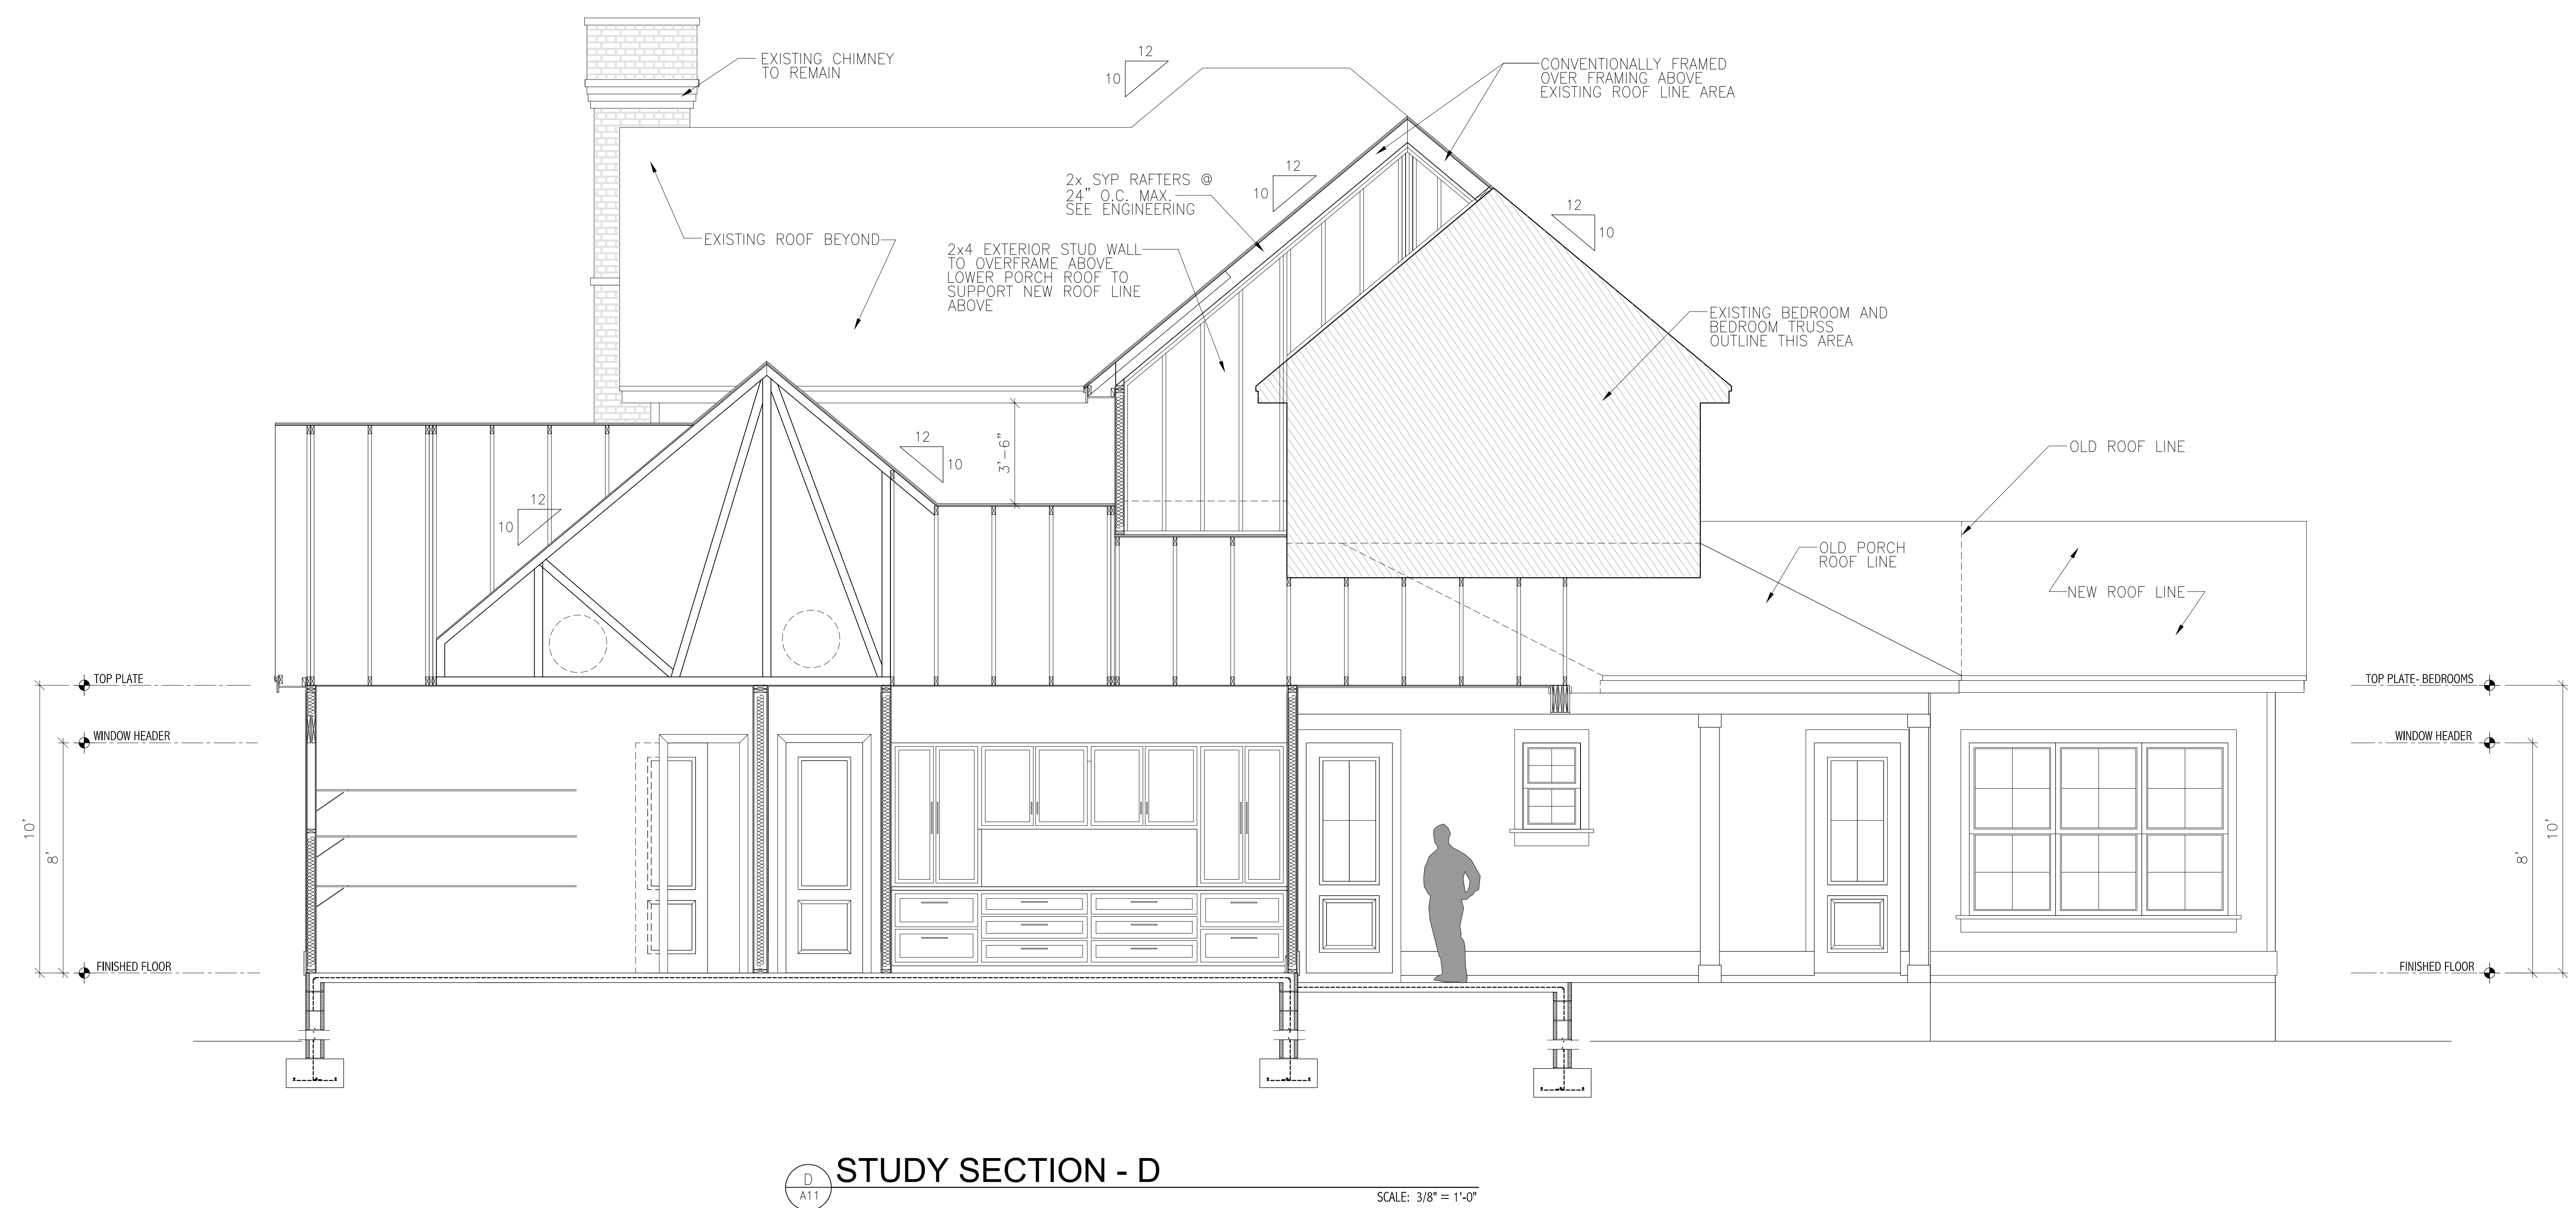 EXISTING CHIMNEY
TO REMAIN
12
10
CONVENTIONALLY FRAMED
OVER FRAMING ABOVE
EXISTING ROOF LINE AREA
2x SYP RAFTERS @
24" O.C. MAX.
SEE ENGINEERING
12
10
12
10
EXISTING ROOF BEYOND
2x4 EXTERIOR STUD WALL
TO OVERFRAME ABOVE
LOWER PORCH ROOF TO
SUPPORT NEW ROOF LINE
ABOVE
EXISTING BEDROOM AND
BEDROOM TRUSS
OUTLINE THIS AREA
12
10
3'-6"
OLD ROOF LINE
12
10
OLD PORCH
ROOF LINE
NEW ROOF LINE
TOP PLATE
TOP PLATE- BEDROOMS
WINDOW HEADER
WINDOW HEADER
10'
8'
8'
10'
FINISHED FLOOR
FINISHED FLOOR
D
A11
STUDY SECTION - D
SCALE: 3/8" = 1'-0"